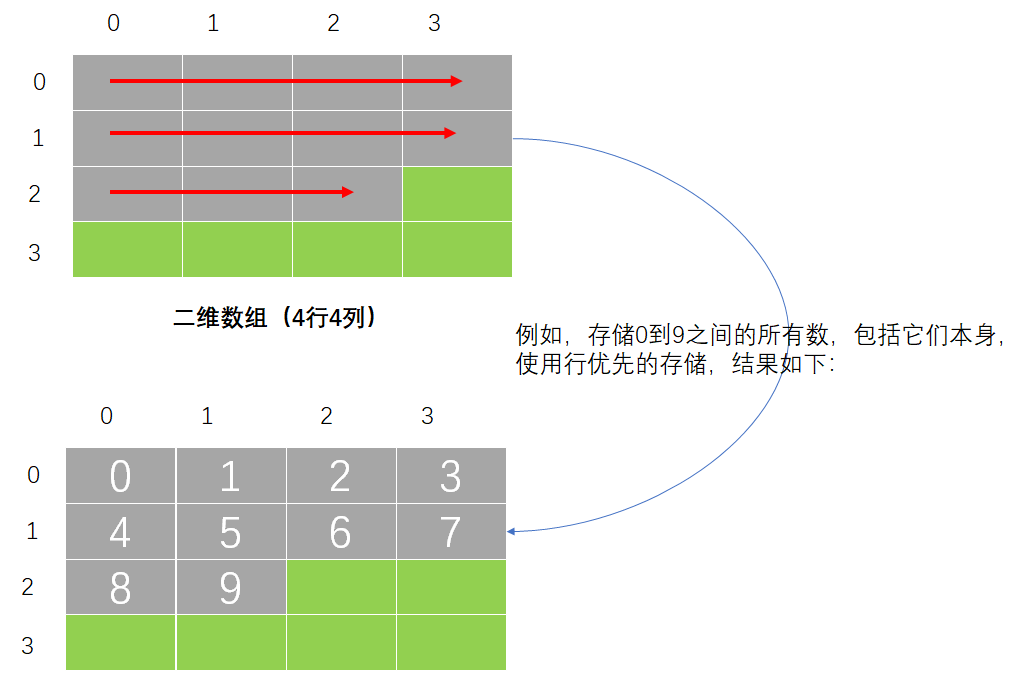 0 1 2 3
0
1
2
3
二维数组（4行4列）
例如，存储0到9之间的所有数，包括它们本身，
使用行优先的存储，结果如下：
0 1 2 3
0 0 1 2 3
1 4 5 6 7
2 8 9
3